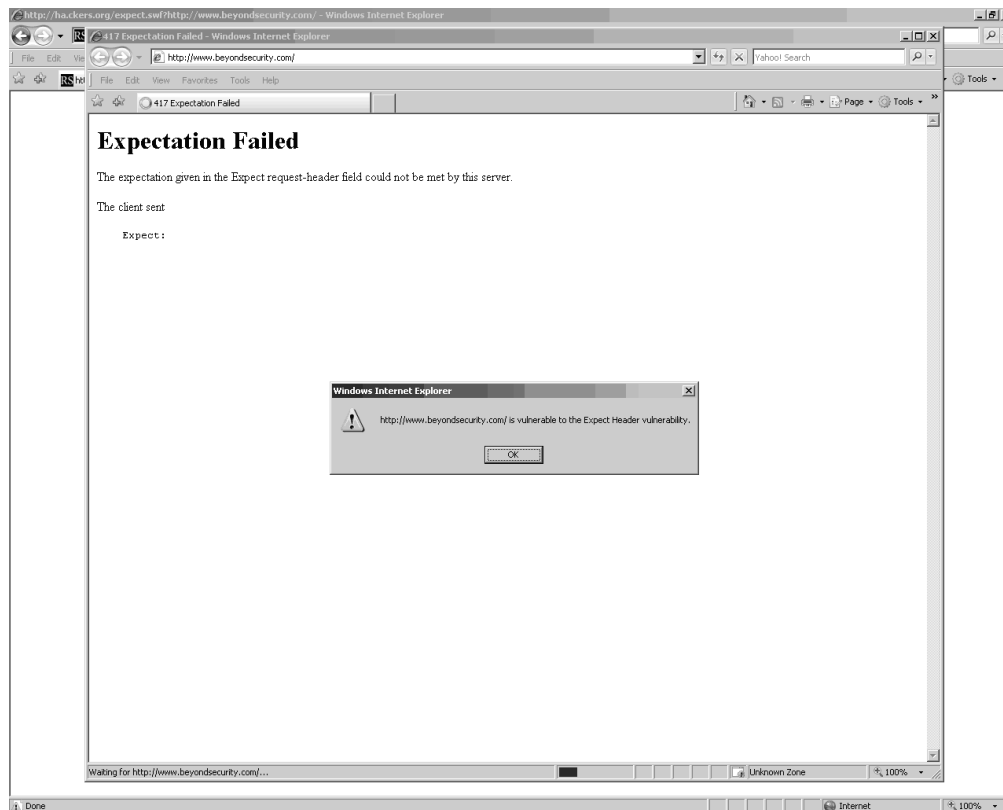 http://ha.ckers.org/expect.swf?http://www.beyondsecurity.com/ - Windows Internet Explorer
417 Expectation Failed - Windows Internet Explorer
http://www.beyondsecurity.com/
Yahoo! Search
File Edit
File Edit View Favorites Tools Help
RS
417 Expectation Failed
Page Tools
Tools
Expectation Failed
The expectation given in the Expect request-header field could not be met by this server.
The client sent
Expect:
Windows Internet Explorer
http://www.beyondsecurity.com/ is vulnerable to the Expect Header vulnerability.
OK
Waiting for http://www.beyondsecurity.com/...
Unknown Zone
100%
Done
Internet
100%